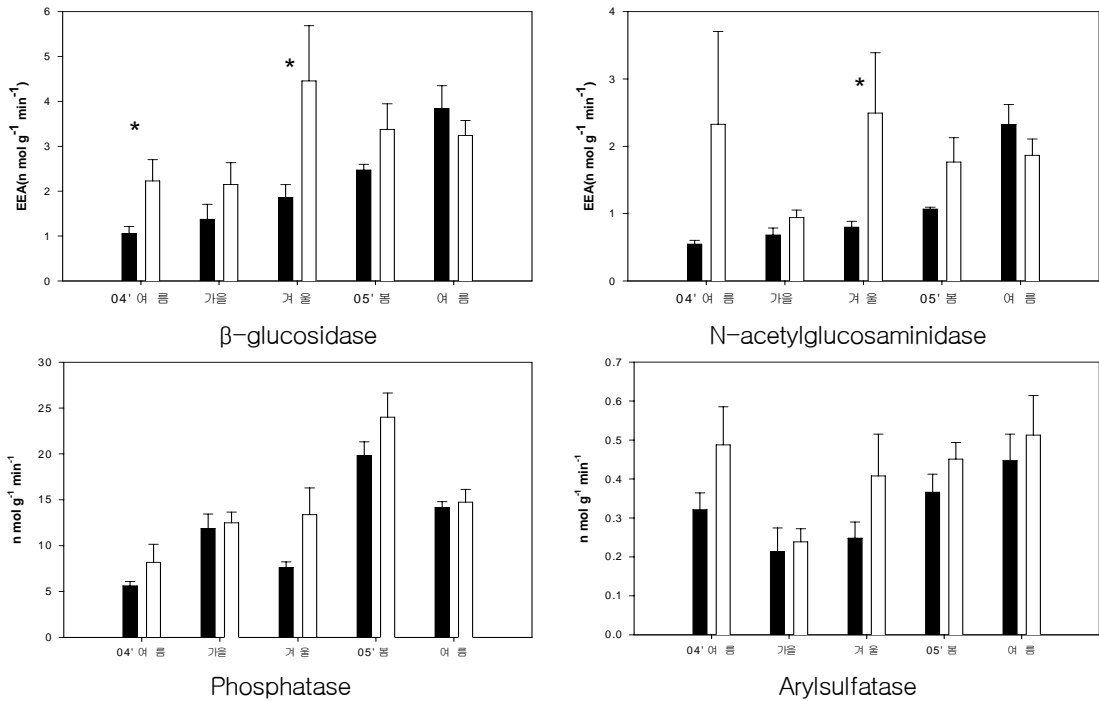 6
5
4
3
2
1
0
EEA(n mol g⁻¹ min⁻¹)
*
*
04' 여 름 가을 겨 울 05' 봄 여 름
β-glucosidase
4
3
2
1
0
EEA(n mol g⁻¹ min⁻¹)
*
04' 여 름 가을 겨 울 05' 봄 여 름
N-acetylglucosaminidase
30
25
20
15
10
5
0
n mol g⁻¹ min⁻¹
04' 여 름 가을 겨 울 05' 봄 여 름
Phosphatase
0.7
0.6
0.5
0.4
0.3
0.2
0.1
0.0
n mol g⁻¹ min⁻¹
04' 여 름 가을 겨 울 05' 봄 여 름
Arylsulfatase